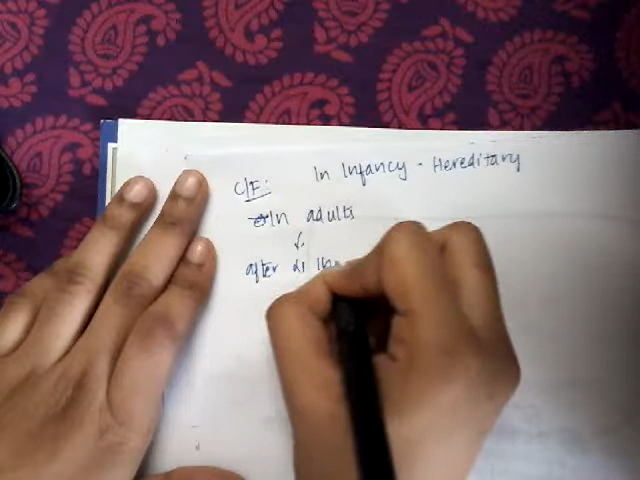 C/F: In Infancy - Hereditary
In adults
↓
after